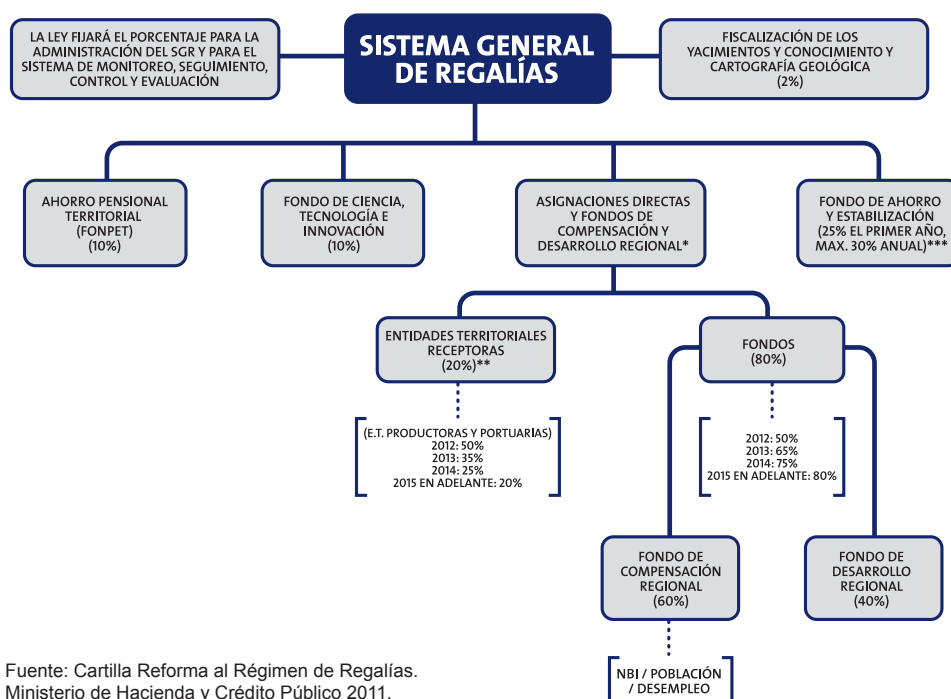 LA LEY FIJARÁ EL PORCENTAJE PARA LA
ADMINISTRACIÓN DEL SGR Y PARA EL
SISTEMA DE MONITOREO, SEGUIMIENTO,
CONTROL Y EVALUACIÓN
SISTEMA GENERAL
DE REGALÍAS
FISCALIZACIÓN DE LOS
YACIMIENTOS Y CONOCIMIENTO Y
CARTOGRAFÍA GEOLÓGICA
(2%)
AHORRO PENSIONAL
TERRITORIAL
(FONPET)
(10%)
FONDO DE CIENCIA,
TECNOLOGÍA E
INNOVACIÓN
(10%)
ASIGNACIONES DIRECTAS
Y FONDOS DE
COMPENSACIÓN Y
DESARROLLO REGIONAL*
FONDO DE AHORRO
Y ESTABILIZACIÓN
(25% EL PRIMER AÑO,
MAX. 30% ANUAL)***
ENTIDADES TERRITORIALES
RECEPTORAS
(20%)**
FONDOS
(80%)
(E.T. PRODUCTORAS Y PORTUARIAS)
2012: 50%
2013: 35%
2014: 25%
2015 EN ADELANTE: 20%
2012: 50%
2013: 65%
2014: 75%
2015 EN ADELANTE: 80%
FONDO DE
COMPENSACIÓN
REGIONAL
(60%)
FONDO DE
DESARROLLO
REGIONAL
(40%)
NBI / POBLACIÓN
/ DESEMPLEO
Fuente: Cartilla Reforma al Régimen de Regalías.
Ministerio de Hacienda y Crédito Público 2011.